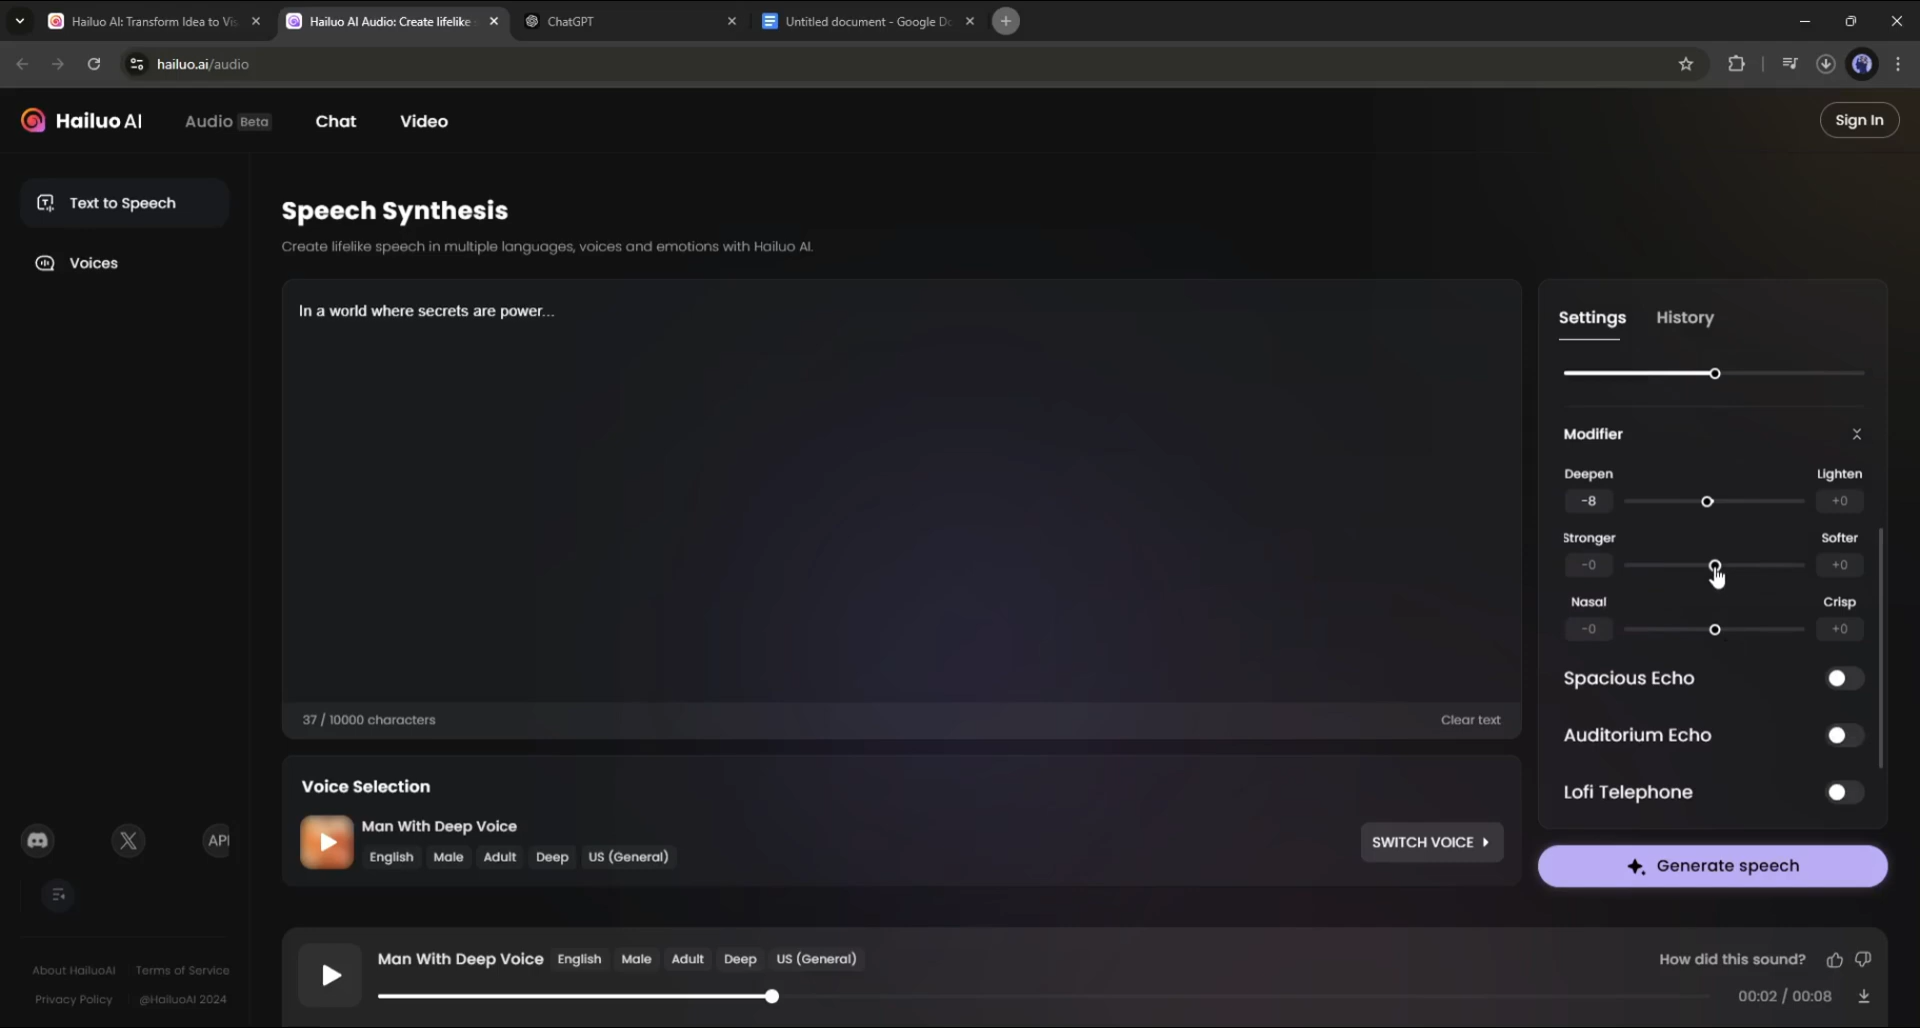 Hailuo AI: Transform Idea to Vis
Hailuo AI Audio: Create lifelike
ChatGPT
Untitled document - Google Do
hailuo.ai/audio
Hailuo AI
Audio Beta
Chat
Video
Sign In
Text to Speech
Voices
Speech Synthesis
Create lifelike speech in multiple languages, voices and emotions with Hailuo AI.
In a world where secrets are power...
37 / 10000 characters
Clear text
Settings
History
Modifier
Deepen
Lighten
-8
+0
Stronger
Softer
-0
+0
Nasal
Crisp
-0
+0
Spacious Echo
Auditorium Echo
Lofi Telephone
Voice Selection
Man With Deep Voice
English
Male
Adult
Deep
US (General)
SWITCH VOICE
Generate speech
API
About HailuoAI
Terms of Service
Privacy Policy
@HailuoAI 2024
Man With Deep Voice
English
Male
Adult
Deep
US (General)
How did this sound?
00:02 / 00:08